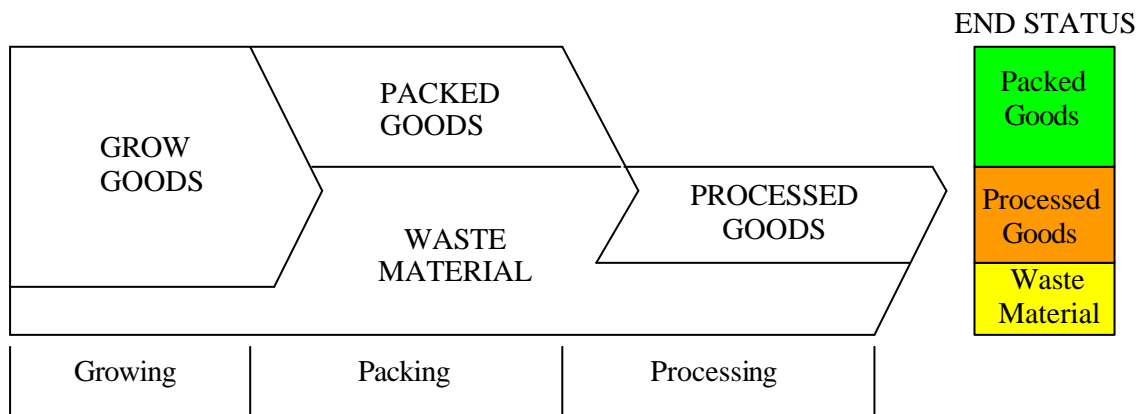 END STATUS
PACKED
GOODS
Packed
Goods
GROW
GOODS
PROCESSED
GOODS
Processed
Goods
WASTE
MATERIAL
Waste
Material
Growing
Packing
Processing